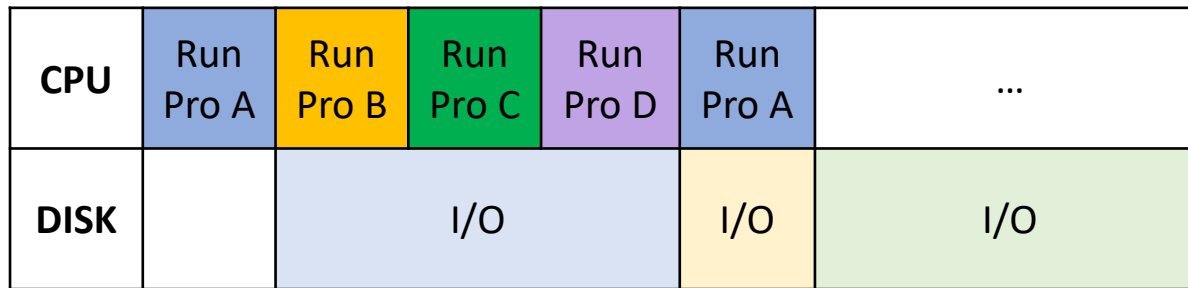 CPU
Run
Pro A
Run
Pro B
Run
Pro C
Run
Pro D
Run
Pro A
...
DISK
I/O
I/O
I/O